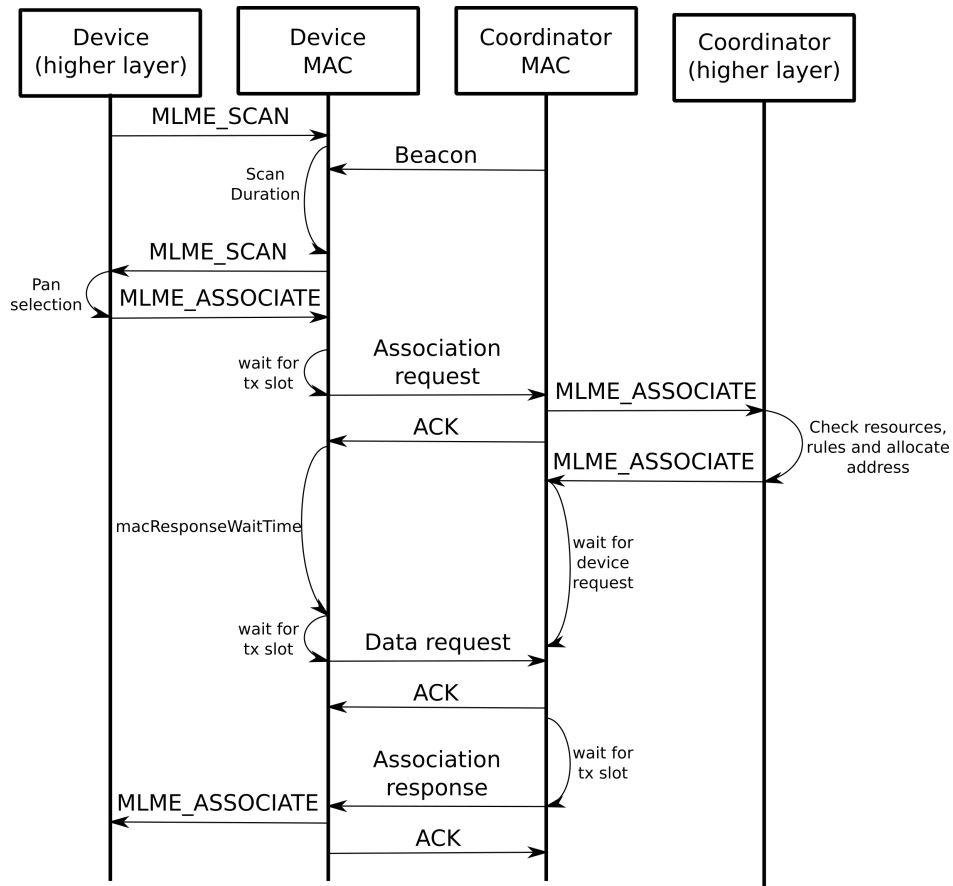 Device
(higher layer)
Device
MAC
Coordinator
MAC
Coordinator
(higher layer)
MLME_SCAN
Beacon
Scan
Duration
MLME_SCAN
Pan
selection
MLME_ASSOCIATE
wait for
tx slot
Association
request
MLME_ASSOCIATE
ACK
Check resources,
rules and allocate
address
MLME_ASSOCIATE
macResponseWaitTime
wait for
device
request
wait for
tx slot
Data request
ACK
wait for
tx slot
Association
response
MLME_ASSOCIATE
ACK